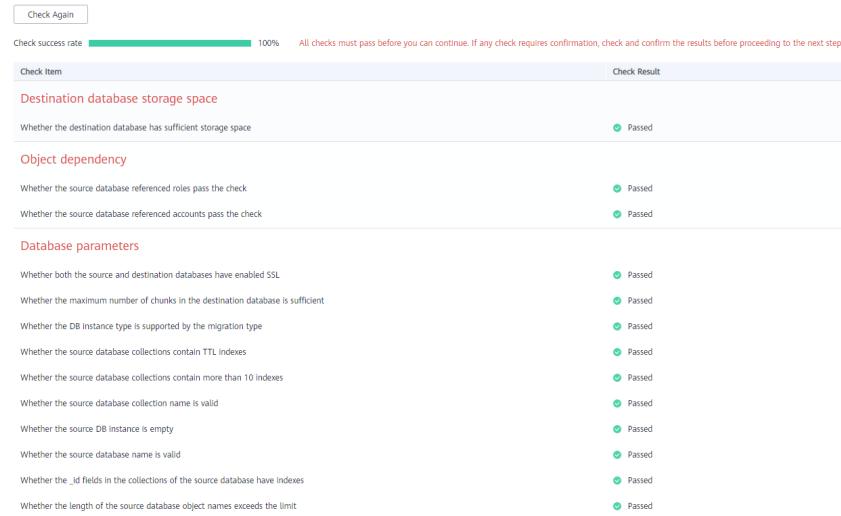 Check Again
Check success rate 100% All checks must pass before you can continue. If any check requires confirmation, check and confirm the results before proceeding to the next step
Check Item Check Result
Destination database storage space
Whether the destination database has sufficient storage space Passed
Object dependency
Whether the source database referenced roles pass the check Passed
Whether the source database referenced accounts pass the check Passed
Database parameters
Whether both the source and destination databases have enabled SSL Passed
Whether the maximum number of chunks in the destination database is sufficient Passed
Whether the DB instance type is supported by the migration type Passed
Whether the source database collections contain TTL indexes Passed
Whether the source database collections contain more than 10 indexes Passed
Whether the source database collection name is valid Passed
Whether the source DB instance is empty Passed
Whether the source database name is valid Passed
Whether the _id fields in the collections of the source database have indexes Passed
Whether the length of the source database object names exceeds the limit Passed